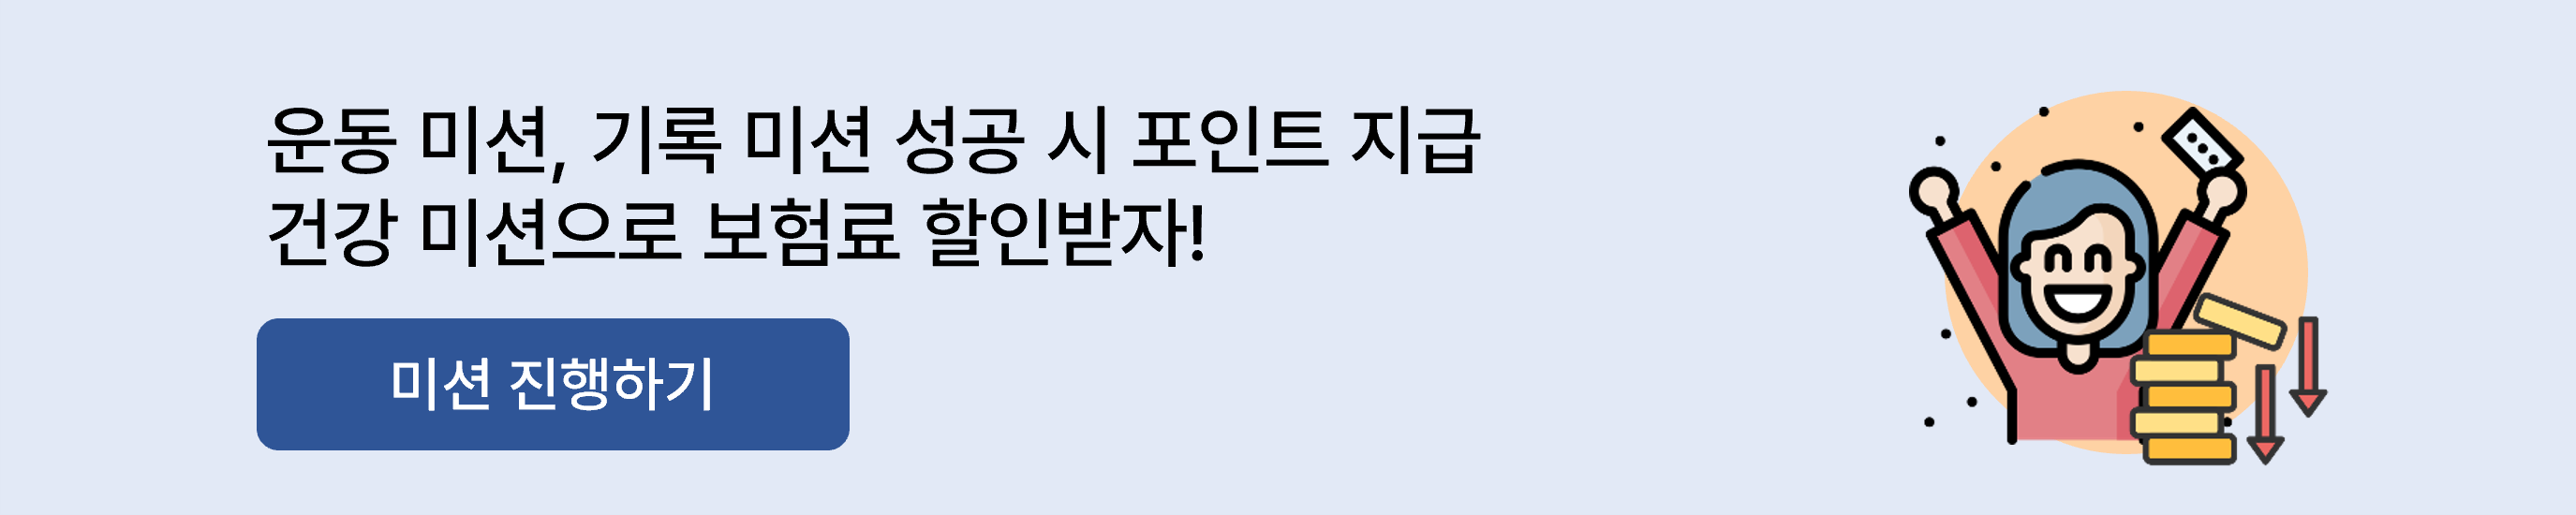 운동 미션, 기록 미션 성공 시 포인트 지급
건강 미션으로 보험료 할인받자!
미션 진행하기